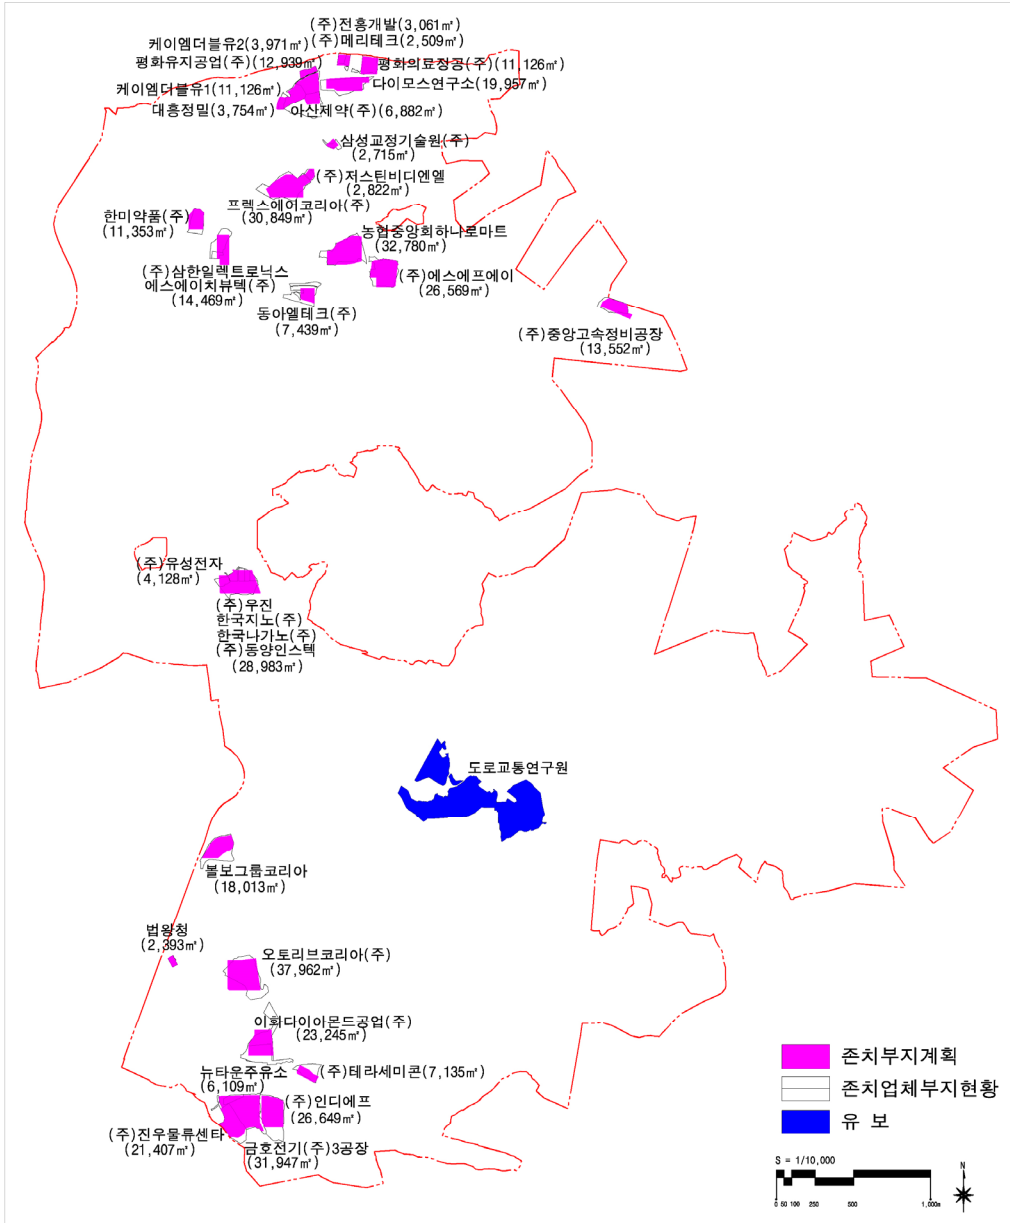 (주)전흥개발(3,061㎡)
케이엠더블유2(3,971㎡)
(주)메리테크(2,509㎡)
평화유지공업(주)(12,939㎡)
평화의료정공(주)(11,126㎡)
케이엠더블유1(11,126㎡)
다이모스연구소(19,957㎡)
대흥정밀(3,754㎡)
아산제약(주)(6,882㎡)
삼성교정기술원(주)
(2,715㎡)
(주)저스틴비디엔엘
(2,822㎡)
프렉스에어코리아(주)
(30,849㎡)
한미약품(주)
(11,353㎡)
농협중앙회하나로마트
(32,780㎡)
(주)삼한일렉트로닉스
에스에이치뷰텍(주)
(14,469㎡)
(주)에스에프에이
(26,569㎡)
동아엘테크(주)
(7,439㎡)
(주)중앙고속정비공장
(13,552㎡)
(주)유성전자
(4,128㎡)
(주)우진
한국지노(주)
한국나가노(주)
(주)동양인스텍
(28,983㎡)
도로교통연구원
볼보그룹코리아
(18,013㎡)
법왕청
(2,393㎡)
오토리브코리아(주)
(37,962㎡)
이화다이아몬드공업(주)
(23,245㎡)
뉴타운주유소
(6,109㎡)
(주)테라세미콘(7,135㎡)
(주)인디에프
(26,649㎡)
(주)진우물류센타
(21,407㎡)
금호전기(주)3공장
(31,947㎡)
존치부지계획
존치업체부지현황
유 보
S = 1/10,000
N
0 50 100 250 500 1,000m